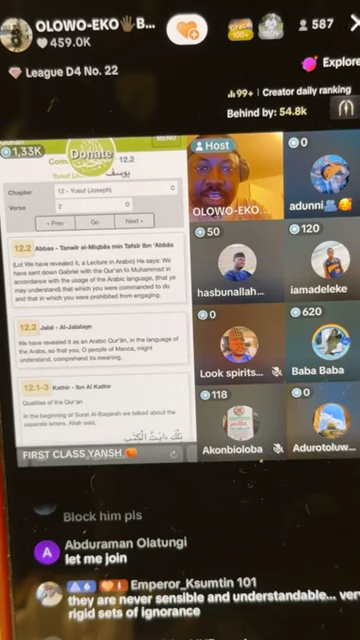 OLOWO-EKO🖐🏿B...
459.0K
587
League D4 No. 22
Explore
99+ | Creator daily ranking
Behind by: 54.8k
1,33K
Donate
Com
12.2
يوسف
Chapter
12 - Yusuf (Joseph)
Verse
2
‹ Prev
Go
Next ›
12.2 Abbas - Tanwîr al-Miqbâs min Tafsîr Ibn 'Abbâs
(Lo! We have revealed it, a Lecture in Arabic) He says: We
have sent down Gabriel with the Qur'an to Muhammad in
accordance with the usage of the Arabic language, (that ye
may understand) that which you were commanded to do
and that in which you were prohibited from engaging.
12.2 Jalal - Al-Jalalayn
We have revealed it as an Arabic Qur'ān, in the language of
the Arabs, so that you, O people of Mecca, might
understand, comprehend its meaning.
12.1-3 Kathir - Ibn Al Kathir
Qualities of the Qur'an
In the beginning of Surat Al-Baqarah we talked about the
separate letters. Allah said,
FIRST CLASS YANSH
Host
OLOWO-EKO...
0
adunni
50
hasbunallah...
120
iamadeleke
0
Look spirits...
620
Baba Baba
118
Akonbioloba
0
Adurotoluw...
Block him pls
A
Abduraman Olatungi
let me join
6
1
Emperor_Ksumtin 101
they are never sensible and understandable... ver
rigid sets of ignorance